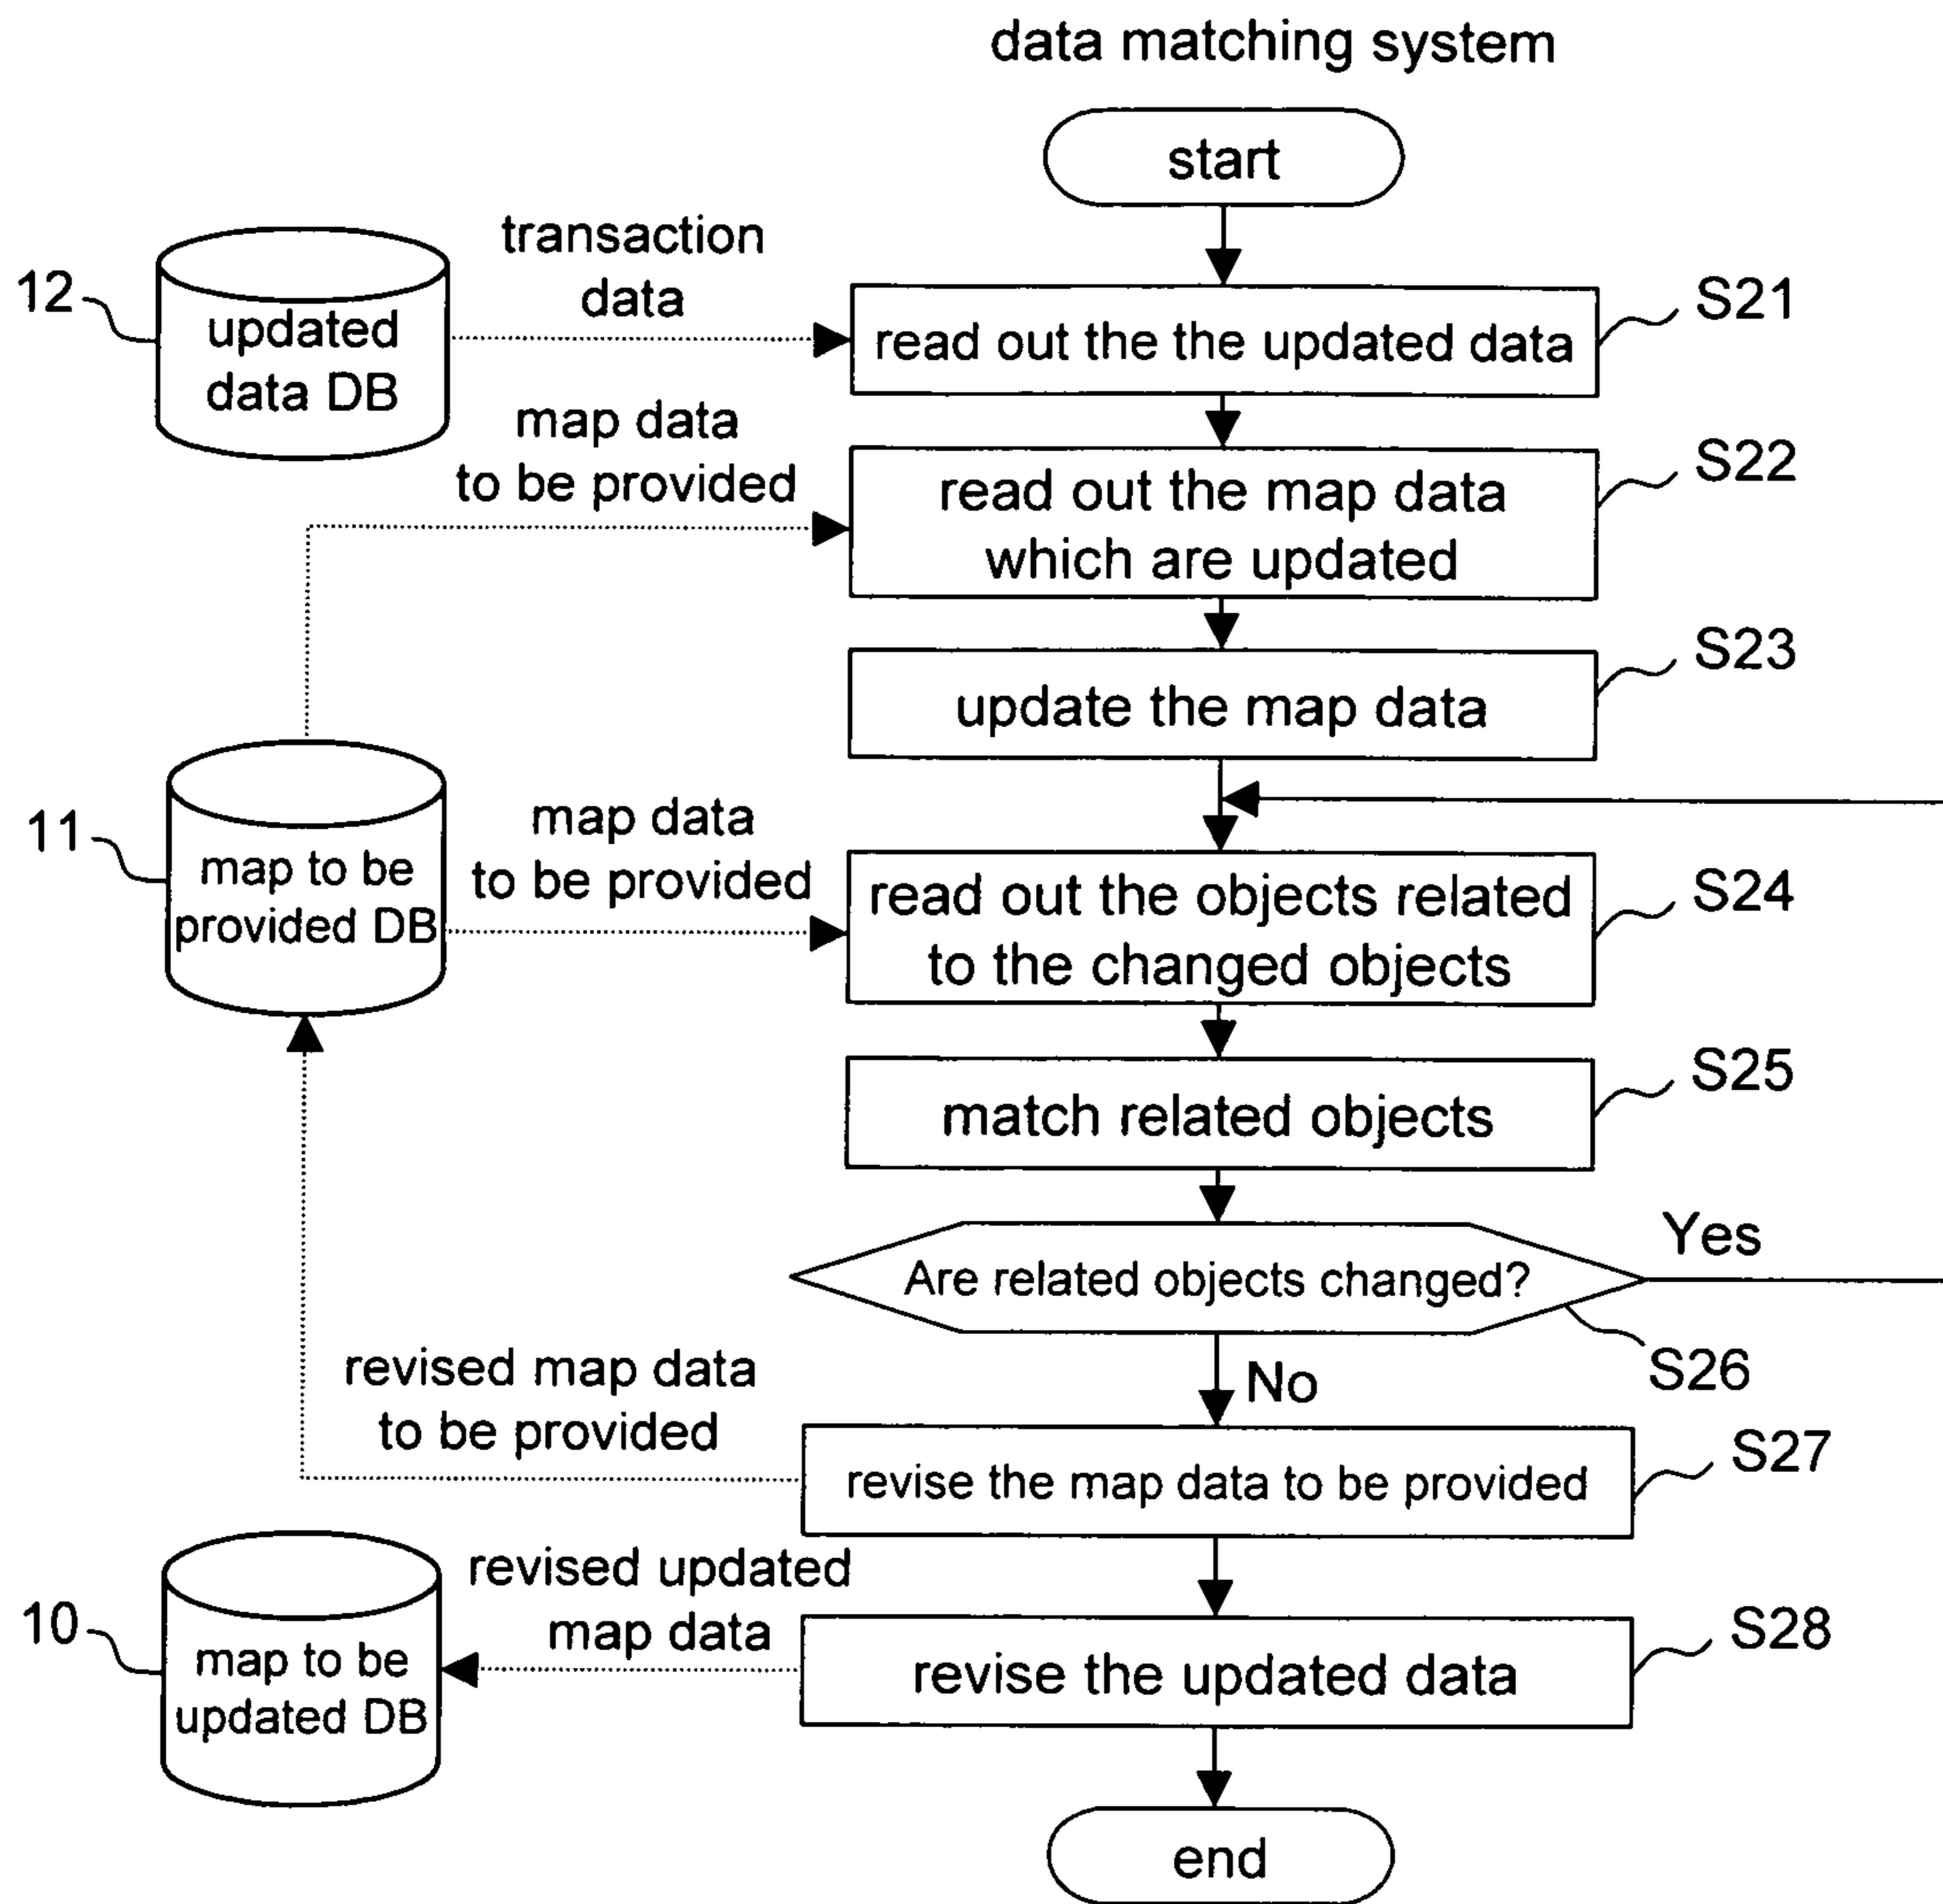 data matching system
start
transaction
data
12
updated
data DB
read out the the updated data
S21
map data
to be provided
read out the map data
which are updated
S22
update the map data
S23
11
map to be
provided DB
map data
to be provided
read out the objects related
to the changed objects
S24
match related objects
S25
Are related objects changed?
Yes
S26
No
revised map data
to be provided
revise the map data to be provided
S27
10
map to be
updated DB
revised updated
map data
revise the updated data
S28
end